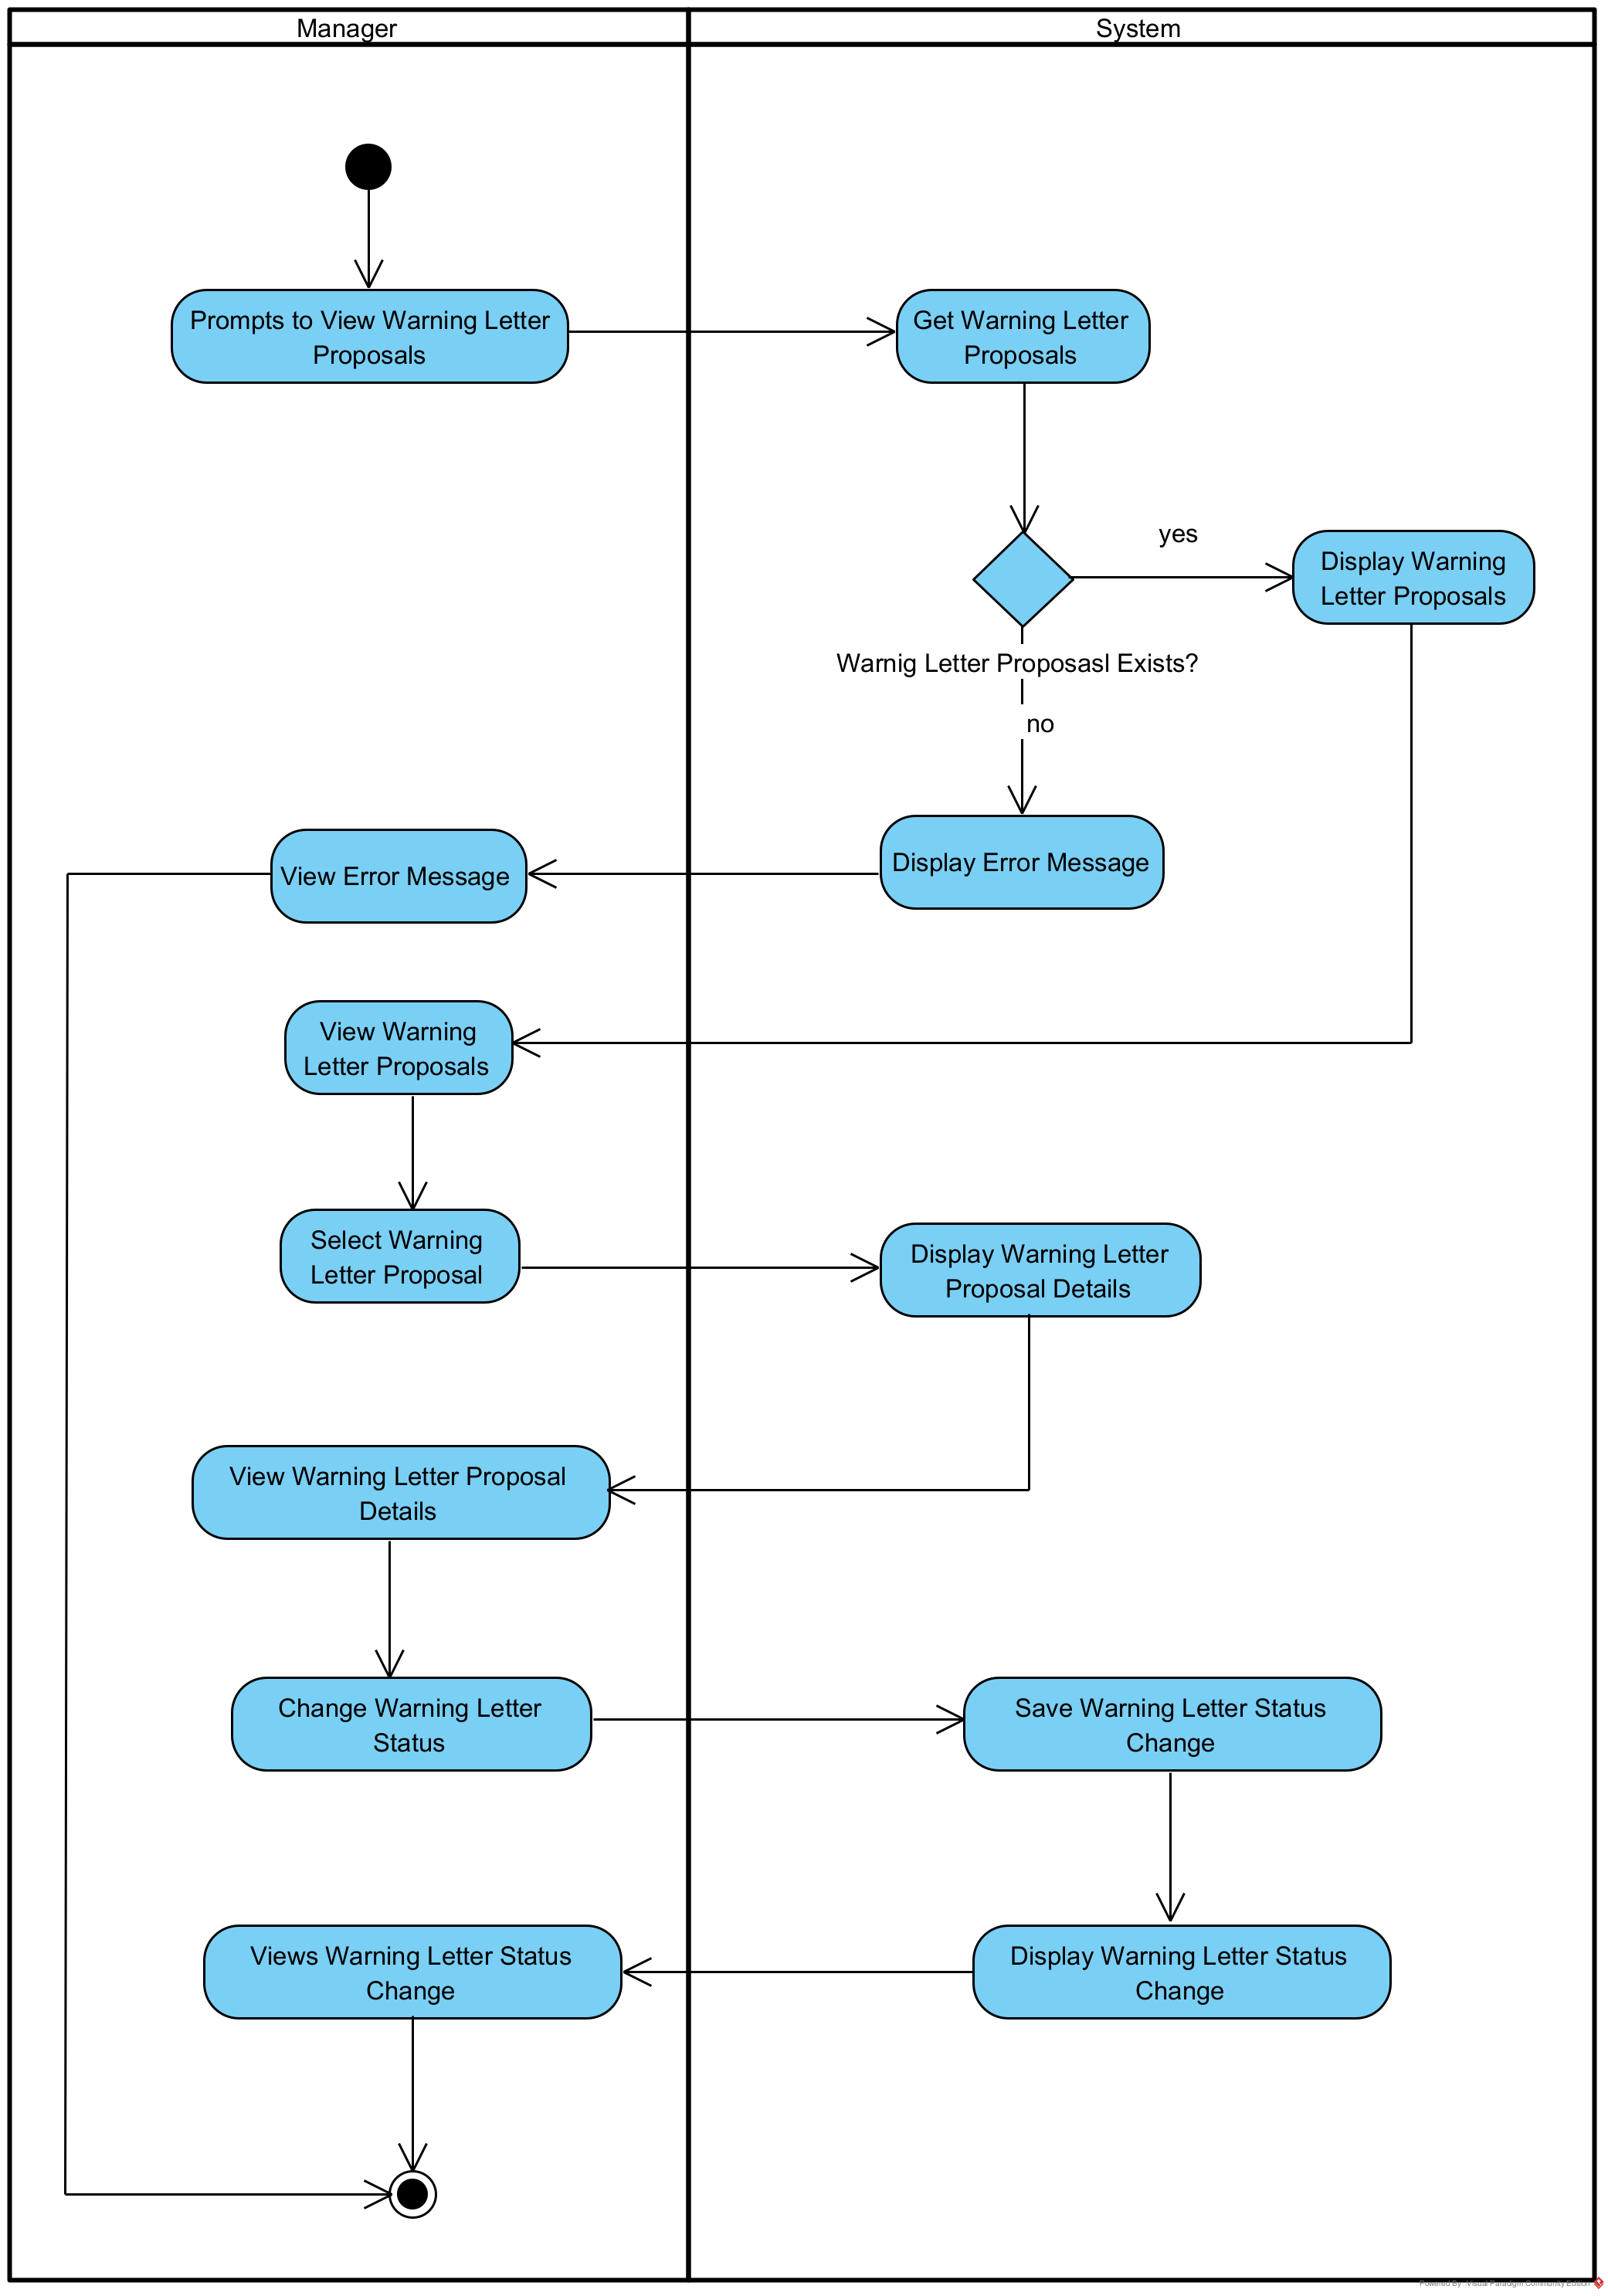 Manager
System
Prompts to View Warning Letter
Proposals
Get Warning Letter
Proposals
yes
Display Warning
Letter Proposals
Warnig Letter Proposasl Exists?
no
View Error Message
Display Error Message
View Warning
Letter Proposals
Select Warning
Letter Proposal
Display Warning Letter
Proposal Details
View Warning Letter Proposal
Details
Change Warning Letter
Status
Save Warning Letter Status
Change
Views Warning Letter Status
Change
Display Warning Letter Status
Change
Powered By Visual Paradigm Community Edition